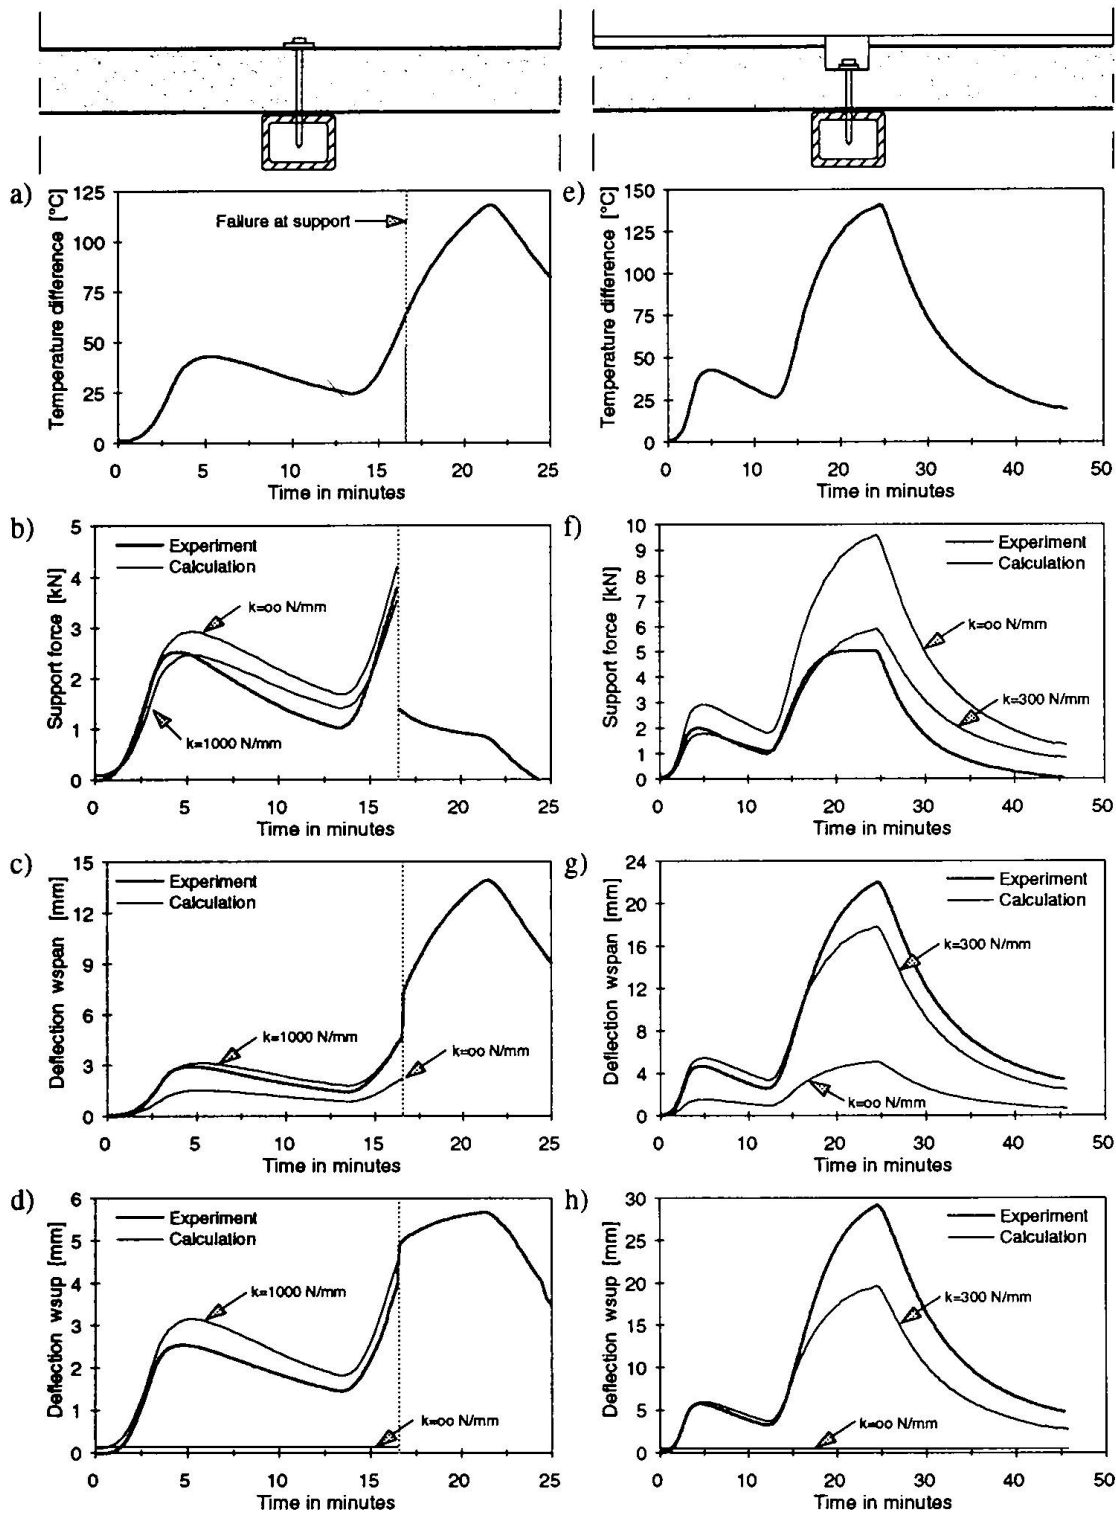 a)
Temperature difference [°C]
125
100
75
50
25
0
Failure at support
0 5 10 15 20 25
Time in minutes
e)
Temperature difference [°C]
150
125
100
75
50
25
0
0 10 20 30 40 50
Time in minutes
b)
Support force [kN]
5
4
3
2
1
0
Experiment
Calculation
k=oo N/mm
k=1000 N/mm
0 5 10 15 20 25
Time in minutes
f)
Support force [kN]
10
9
8
7
6
5
4
3
2
1
0
Experiment
Calculation
k=oo N/mm
k=300 N/mm
0 10 20 30 40 50
Time in minutes
c)
Deflection wspan [mm]
15
12
9
6
3
0
Experiment
Calculation
k=1000 N/mm
k=oo N/mm
0 5 10 15 20 25
Time in minutes
g)
Deflection wspan [mm]
24
20
16
12
8
4
0
Experiment
Calculation
k=300 N/mm
k=oo N/mm
0 10 20 30 40 50
Time in minutes
d)
Deflection wsup [mm]
6
5
4
3
2
1
0
Experiment
Calculation
k=1000 N/mm
k=oo N/mm
0 5 10 15 20 25
Time in minutes
h)
Deflection wsup [mm]
30
25
20
15
10
5
0
Experiment
Calculation
k=300 N/mm
k=oo N/mm
0 10 20 30 40 50
Time in minutes